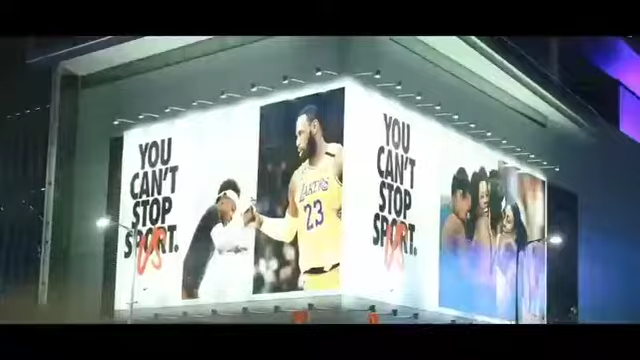 YOU
CAN'T
STOP
SPORT.
US
LAKERS
23
YOU
CAN'T
STOP
SPORT.
US